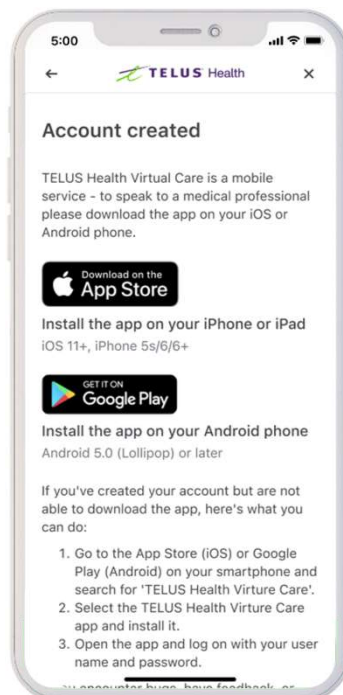 5:00
TELUS Health
Account created
TELUS Health Virtual Care is a mobile
service - to speak to a medical professional
please download the app on your iOS or
Android phone.
Download on the
App Store
Install the app on your iPhone or iPad
iOS 11+, iPhone 5s/6/6+
GET IT ON
Google Play
Install the app on your Android phone
Android 5.0 (Lollipop) or later
If you've created your account but are not
able to download the app, here's what you
can do:
1. Go to the App Store (iOS) or Google
Play (Android) on your smartphone and
search for 'TELUS Health Virture Care'.
2. Select the TELUS Health Virture Care
app and install it.
3. Open the app and log on with your user
name and password.
encounter bugs, have feedback, or